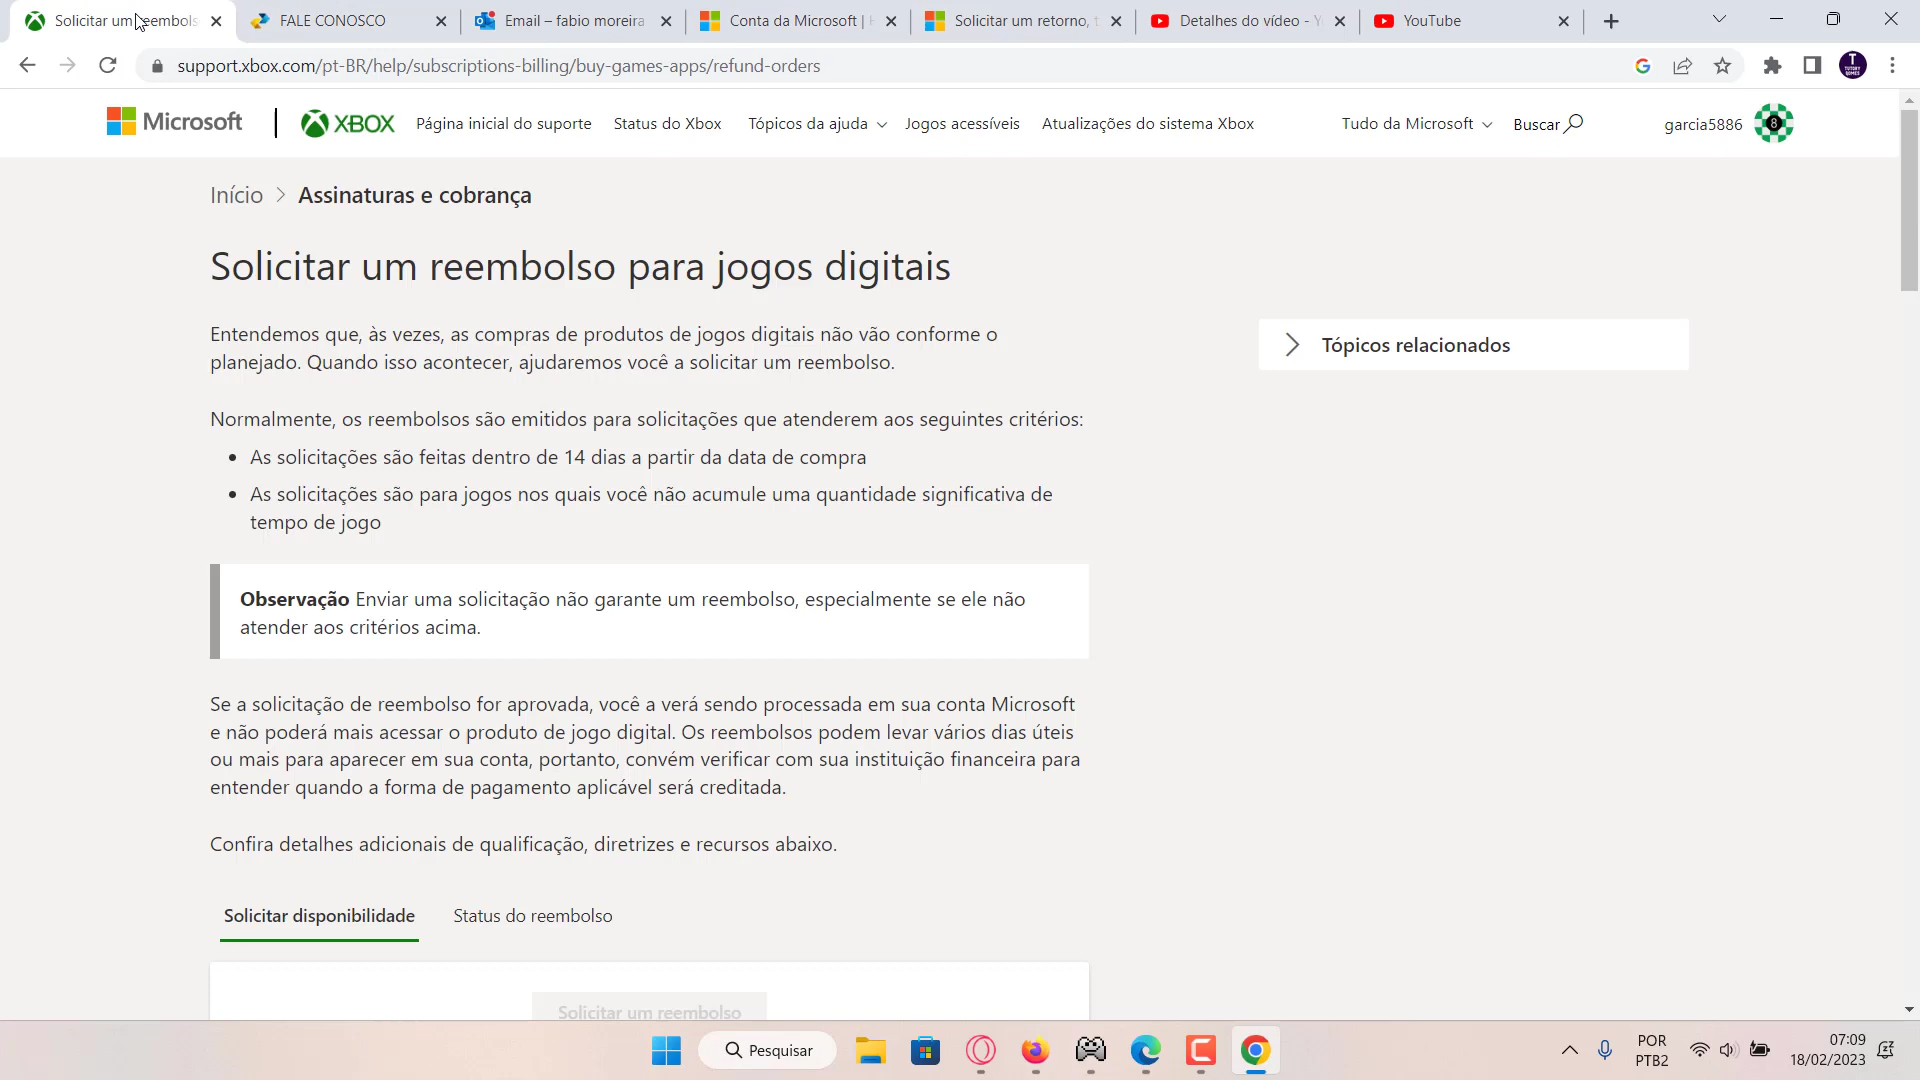 Solicitar um reembols
FALE CONOSCO
Email – fabio moreira
Conta da Microsoft |
Solicitar um retorno, t
Detalhes do vídeo - Y
YouTube
support.xbox.com/pt-BR/help/subscriptions-billing/buy-games-apps/refund-orders
Microsoft
XBOX
Página inicial do suporte
Status do Xbox
Tópicos da ajuda
Jogos acessíveis
Atualizações do sistema Xbox
Tudo da Microsoft
Buscar
garcia5886
8
Início > Assinaturas e cobrança
Solicitar um reembolso para jogos digitais
Entendemos que, às vezes, as compras de produtos de jogos digitais não vão conforme o
planejado. Quando isso acontecer, ajudaremos você a solicitar um reembolso.
Tópicos relacionados
Normalmente, os reembolsos são emitidos para solicitações que atenderem aos seguintes critérios:
• As solicitações são feitas dentro de 14 dias a partir da data de compra
• As solicitações são para jogos nos quais você não acumule uma quantidade significativa de
tempo de jogo
Observação Enviar uma solicitação não garante um reembolso, especialmente se ele não
atender aos critérios acima.
Se a solicitação de reembolso for aprovada, você a verá sendo processada em sua conta Microsoft
e não poderá mais acessar o produto de jogo digital. Os reembolsos podem levar vários dias úteis
ou mais para aparecer em sua conta, portanto, convém verificar com sua instituição financeira para
entender quando a forma de pagamento aplicável será creditada.
Confira detalhes adicionais de qualificação, diretrizes e recursos abaixo.
Solicitar disponibilidade
Status do reembolso
Solicitar um reembolso
Pesquisar
POR
PTB2
07:09
18/02/2023